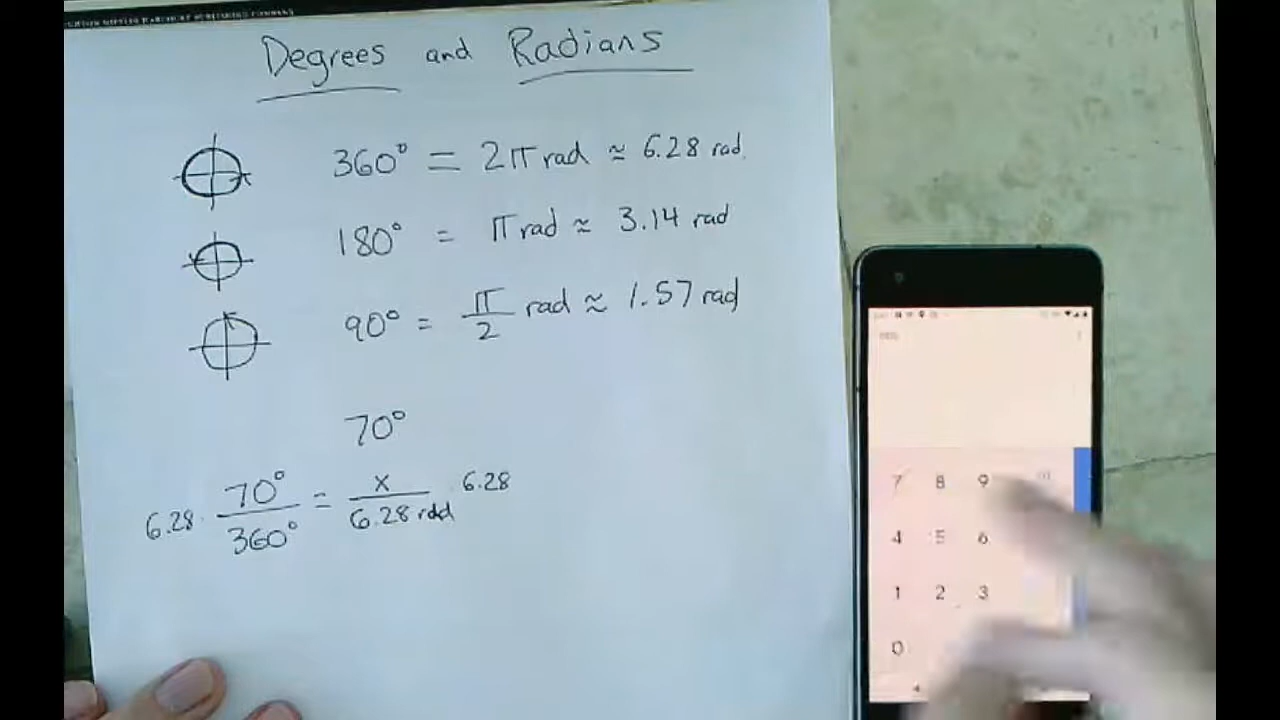 Degrees and Radians
360° = 2π rad ≈ 6.28 rad.
180° = π rad ≈ 3.14 rad
90° = π/2 rad ≈ 1.57 rad
70°
6.28 · 70°/360° = x/6.28 rad 6.28
7 8 9
4 5 6
1 2 3
0